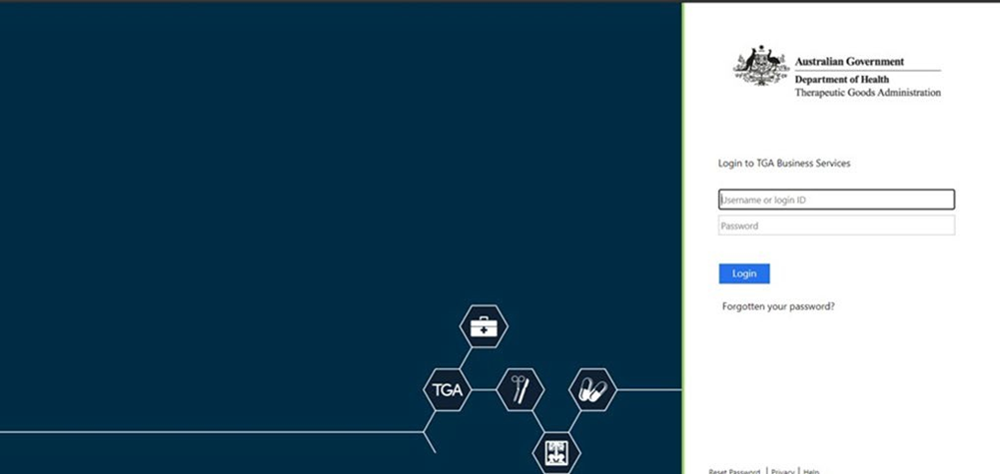 Australian Government
Department of Health
Therapeutic Goods Administration
Login to TGA Business Services
Username or login ID
Password
Login
Forgotten your password?
TGA
Reset Password | Privacy | Help